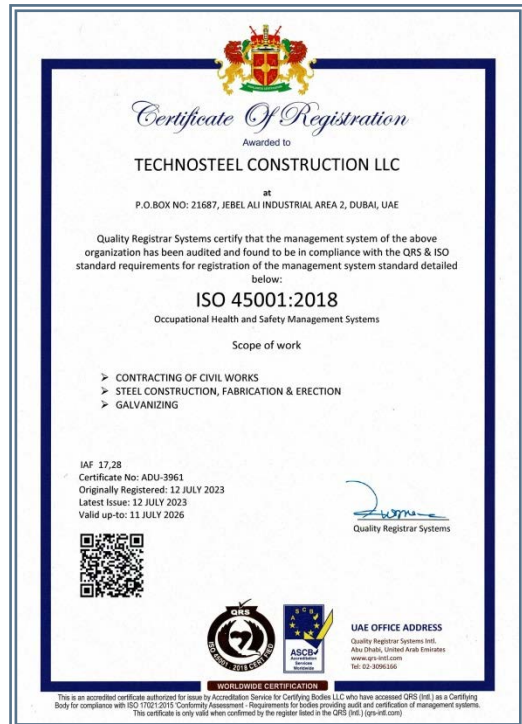 Certificate Of Registration
Awarded to
TECHNOSTEEL CONSTRUCTION LLC
at
P.O.BOX NO: 21687, JEBEL ALI INDUSTRIAL AREA 2, DUBAI, UAE
Quality Registrar Systems certify that the management system of the above
organization has been audited and found to be in compliance with the QRS & ISO
standard requirements for registration of the management system standard detailed
below:
ISO 45001:2018
Occupational Health and Safety Management Systems
Scope of work
➢ CONTRACTING OF CIVIL WORKS
➢ STEEL CONSTRUCTION, FABRICATION & ERECTION
➢ GALVANIZING
IAF 17,28
Certificate No: ADU-3961
Originally Registered: 12 JULY 2023
Latest Issue: 12 JULY 2023
Valid up-to: 11 JULY 2026
Quality Registrar Systems
QRS
ISO 45001 : 2018 CERTIFIED
ASCB
Accreditation
Services
Worldwide
UAE OFFICE ADDRESS
Quality Registrar Systems Intl.
Abu Dhabi, United Arab Emirates
www.qrs-intl.com
Tel: 02-3096166
WORLDWIDE CERTIFICATION
This is an accredited certificate authorized for issue by Accreditation Service for Certifying Bodies LLC who have accessed QRS (Intl.) as a Certifying
Body for compliance with ISO 17021:2015 'Conformity Assessment - Requirements for bodies providing audit and certification of management systems.
This certificate is only valid when confirmed by the register listed in the QRS (Intl.) (qrs-intl.com)